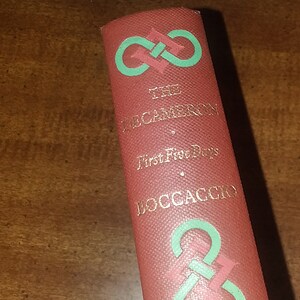 THE
DECAMERON
First Five Days
BOCCACCIO